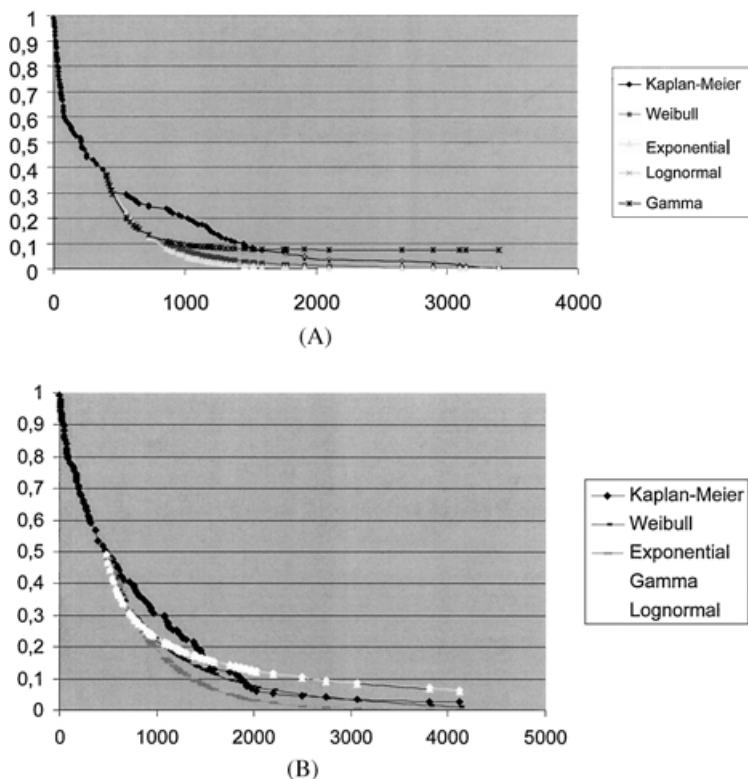 1
0,9
0,8
0,7
0,6
0,5
0,4
0,3
0,2
0,1
0
0
1000
2000
3000
4000
Kaplan-Meier
Weibull
Exponential
Lognormal
Gamma
(A)
1
0,9
0,8
0,7
0,6
0,5
0,4
0,3
0,2
0,1
0
0
1000
2000
3000
4000
5000
Kaplan-Meier
Weibull
Exponential
Gamma
Lognormal
(B)